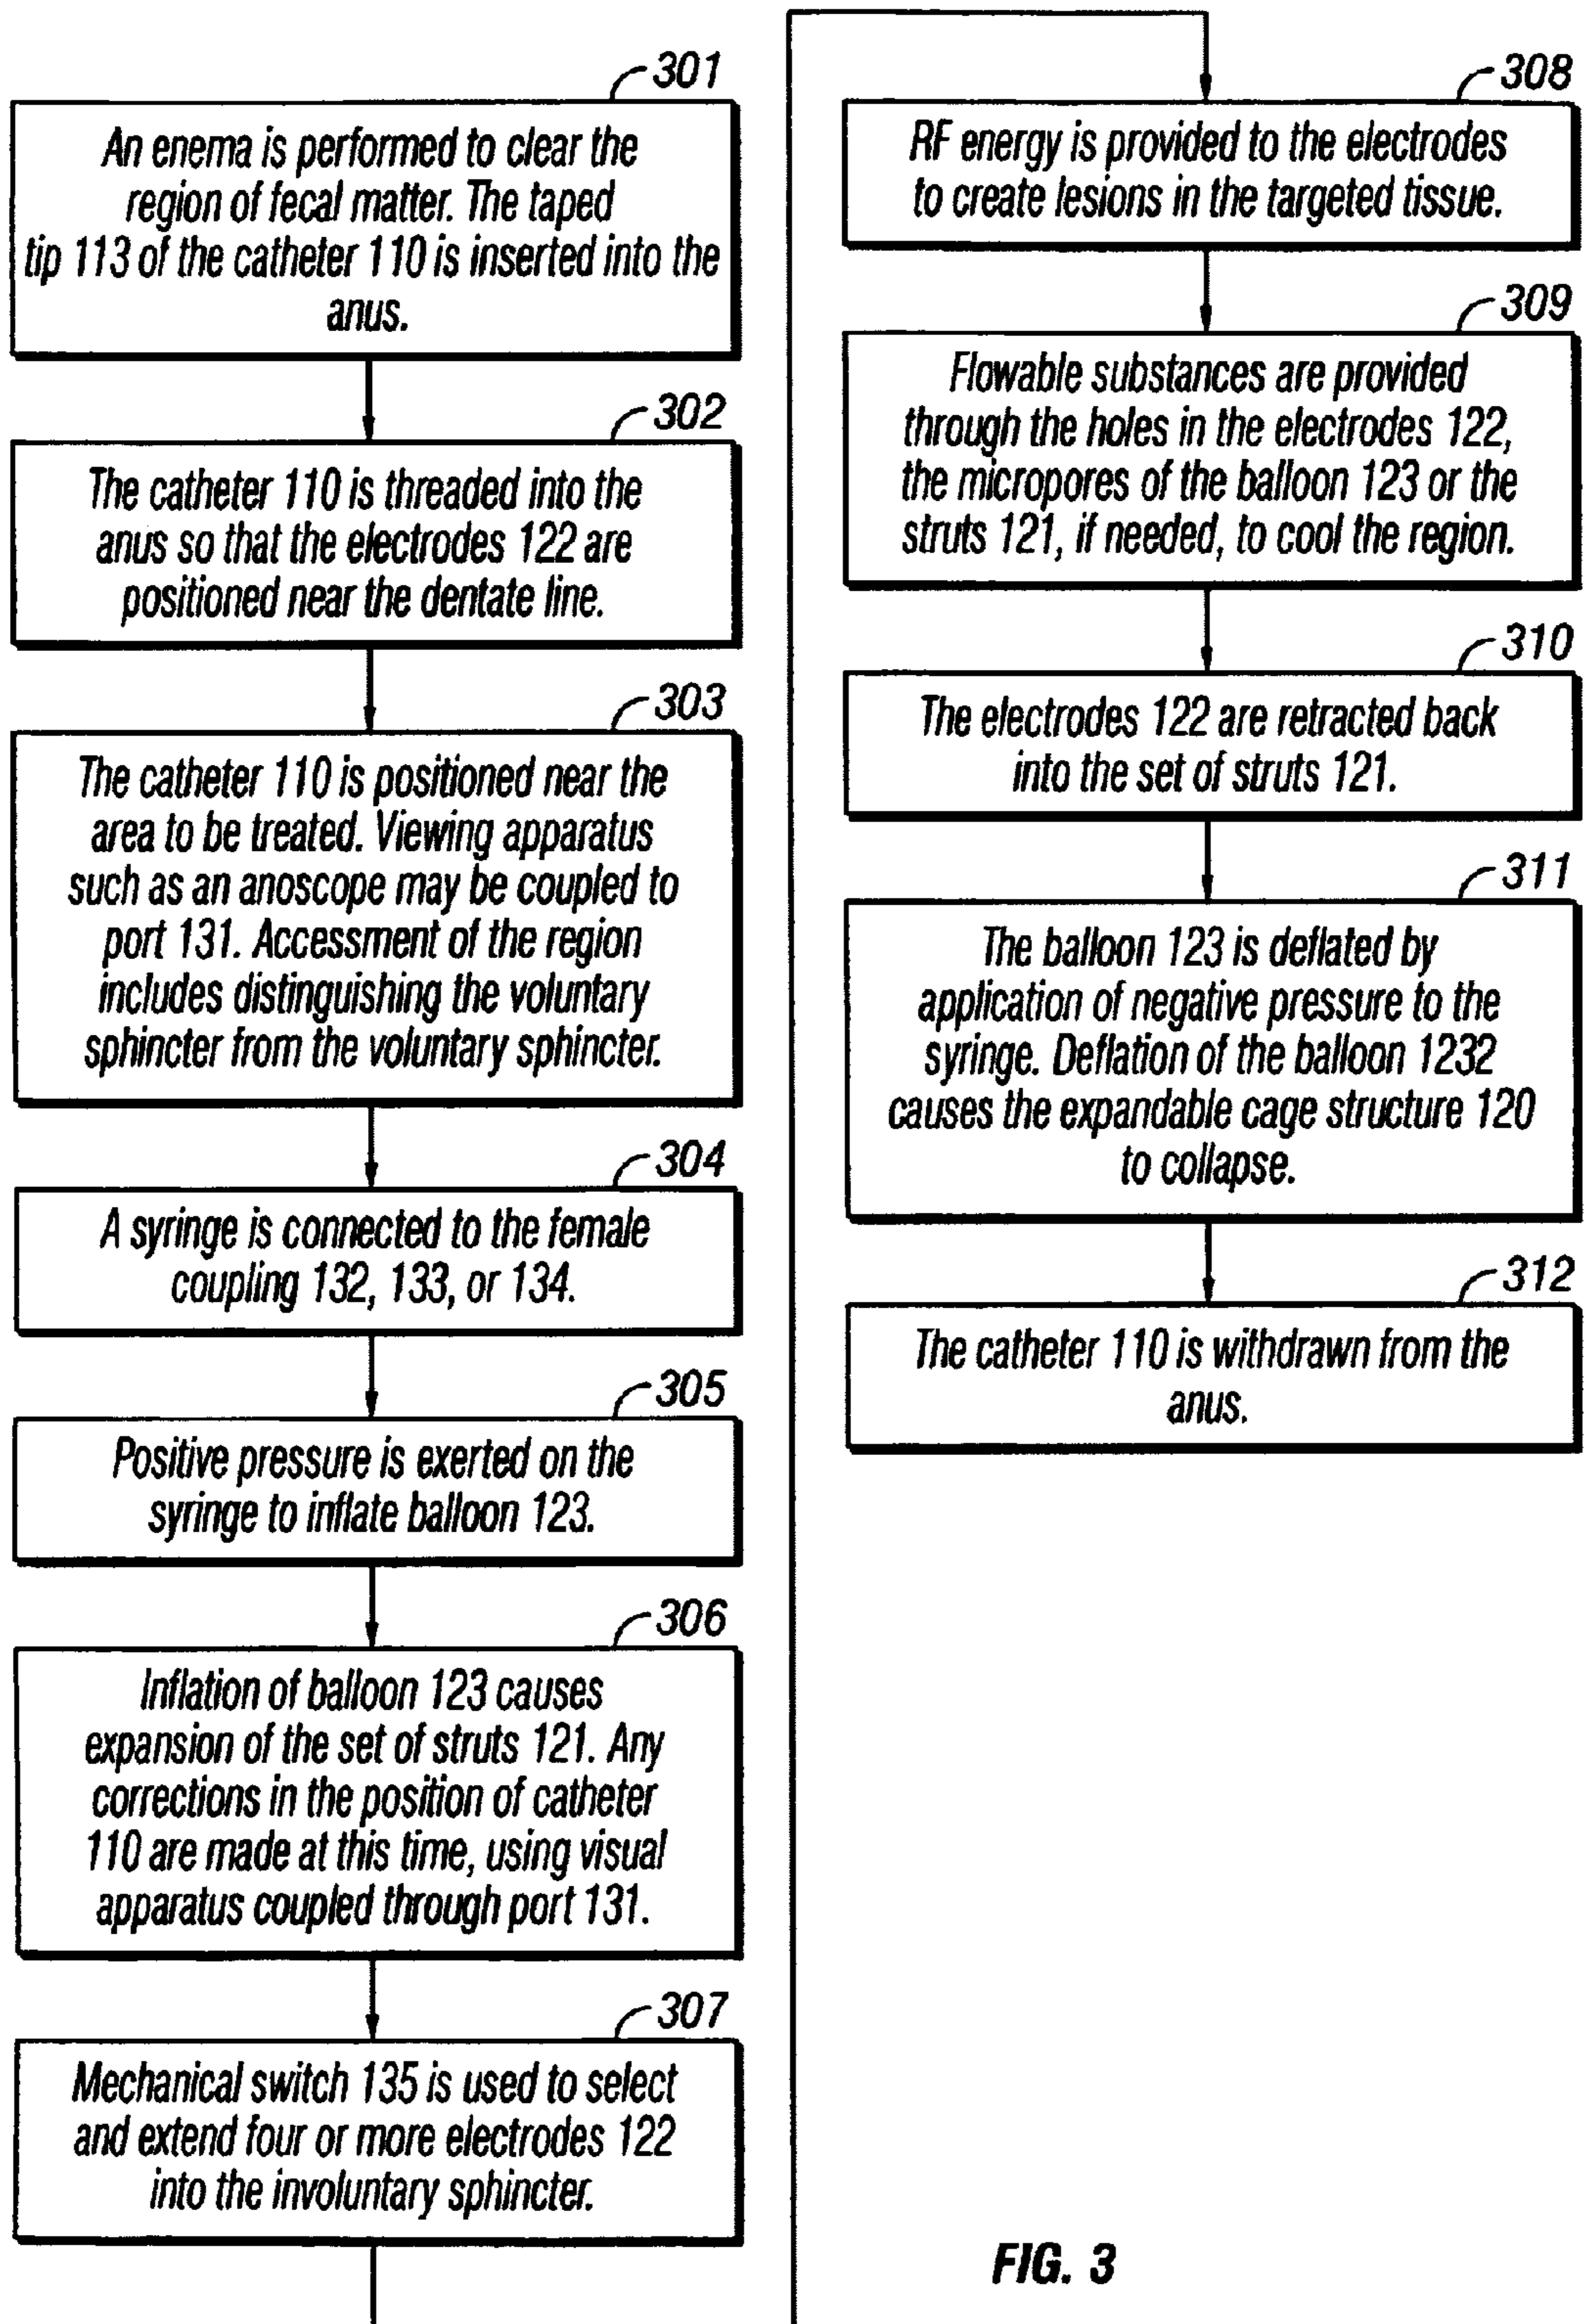 301
An enema is performed to clear the
region of fecal matter. The taped
tip 113 of the catheter 110 is inserted into the
anus.
302
The catheter 110 is threaded into the
anus so that the electrodes 122 are
positioned near the dentate line.
303
The catheter 110 is positioned near the
area to be treated. Viewing apparatus
such as an anoscope may be coupled to
port 131. Accessment of the region
includes distinguishing the voluntary
sphincter from the voluntary sphincter.
304
A syringe is connected to the female
coupling 132, 133, or 134.
305
Positive pressure is exerted on the
syringe to inflate balloon 123.
306
Inflation of balloon 123 causes
expansion of the set of struts 121. Any
corrections in the position of catheter
110 are made at this time, using visual
apparatus coupled through port 131.
307
Mechanical switch 135 is used to select
and extend four or more electrodes 122
into the involuntary sphincter.
308
RF energy is provided to the electrodes
to create lesions in the targeted tissue.
309
Flowable substances are provided
through the holes in the electrodes 122,
the micropores of the balloon 123 or the
struts 121, if needed, to cool the region.
310
The electrodes 122 are retracted back
into the set of struts 121.
311
The balloon 123 is deflated by
application of negative pressure to the
syringe. Deflation of the balloon 1232
causes the expandable cage structure 120
to collapse.
312
The catheter 110 is withdrawn from the
anus.
FIG. 3